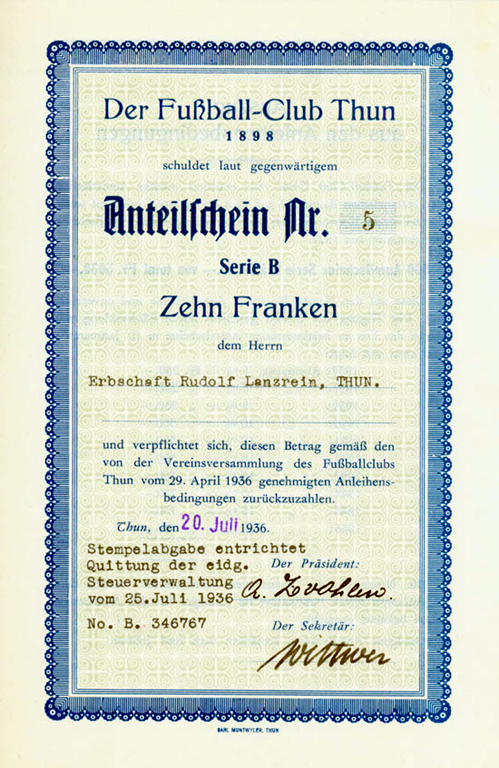 Der Fußball-Club Thun
1898
schuldet laut gegenwärtigem
Anteilschein Nr. 5
Serie B
Zehn Franken
dem Herrn
Erbschaft Rudolf Lanzrein, THUN.
und verpflichtet sich, diesen Betrag gemäß den
von der Vereinsversammlung des Fußballclubs
Thun vom 29. April 1936 genehmigten Anleihens-
bedingungen zurückzuzahlen.
Thun, den 20. Juli 1936.
Stempelabgabe entrichtet
Quittung der eidg.
Steuerverwaltung
vom 25.Juli 1936
No. B. 346767
Der Präsident:
Der Sekretär:
Wittwer